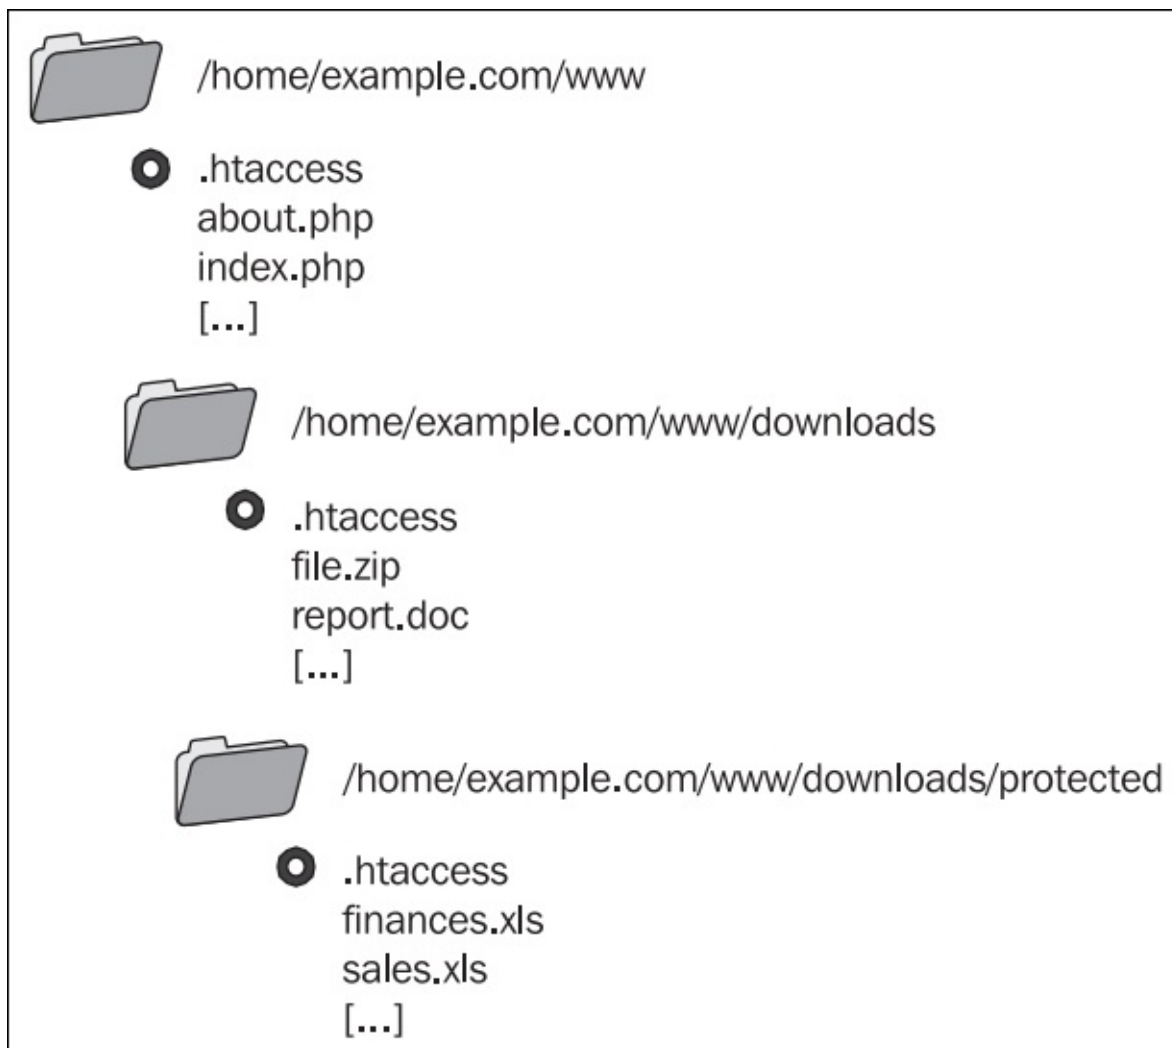 /home/example.com/www
.htaccess
about.php
index.php
[...]
/home/example.com/www/downloads
.htaccess
file.zip
report.doc
[...]
/home/example.com/www/downloads/protected
.htaccess
finances.xls
sales.xls
[...]